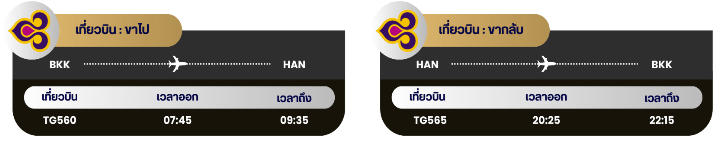 เที่ยวบิน : ขาไป
BKK HAN
เที่ยวบิน เวลาออก เวลาถึง
TG560 07:45 09:35
เที่ยวบิน : ขากลับ
HAN BKK
เที่ยวบิน เวลาออก เวลาถึง
TG565 20:25 22:15